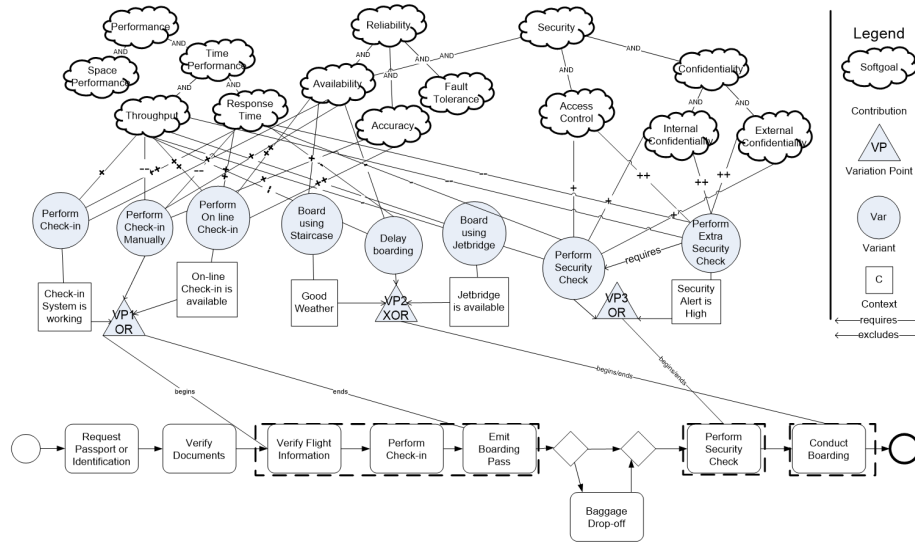 Performance
AND
AND
Space
Performance
Time
Performance
AND
AND
Throughput
Response
Time
Reliability
AND
AND
AND
Availability
Fault
Tolerance
Accuracy
Security
AND
AND
AND
Access
Control
Confidentiality
AND
AND
Internal
Confidentiality
External
Confidentiality
+
++
+
++
++
+
Perform
Check-in
Perform
Check-in
Manually
Perform
On line
Check-in
Board
using
Staircase
Delay
boarding
Board
using
Jetbridge
Perform
Security
Check
Perform
Extra
Security
Check
requires
Check-in
System is
working
On-line
Check-in is
available
Good
Weather
Jetbridge
is available
Security
Alert is
High
VP1
OR
VP2
XOR
VP3
OR
begins
ends
begins/ends
begins/ends
Request
Passport or
Identification
Verify
Documents
Verify Flight
Information
Perform
Check-in
Emit
Boarding
Pass
Baggage
Drop-off
Perform
Security
Check
Conduct
Boarding
Legend
Softgoal
Contribution
VP
Variation Point
Var
Variant
C
Context
requires
excludes